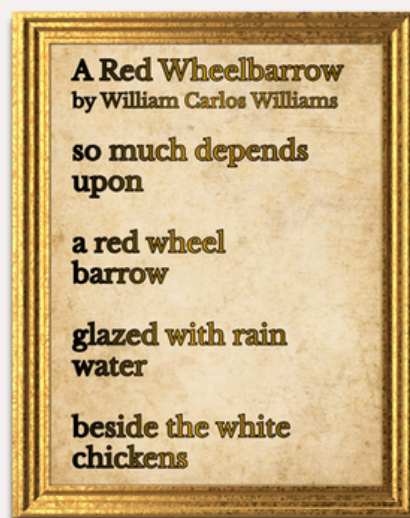 A Red Wheelbarrow
by William Carlos Williams
so much depends
upon
a red wheel
barrow
glazed with rain
water
beside the white
chickens